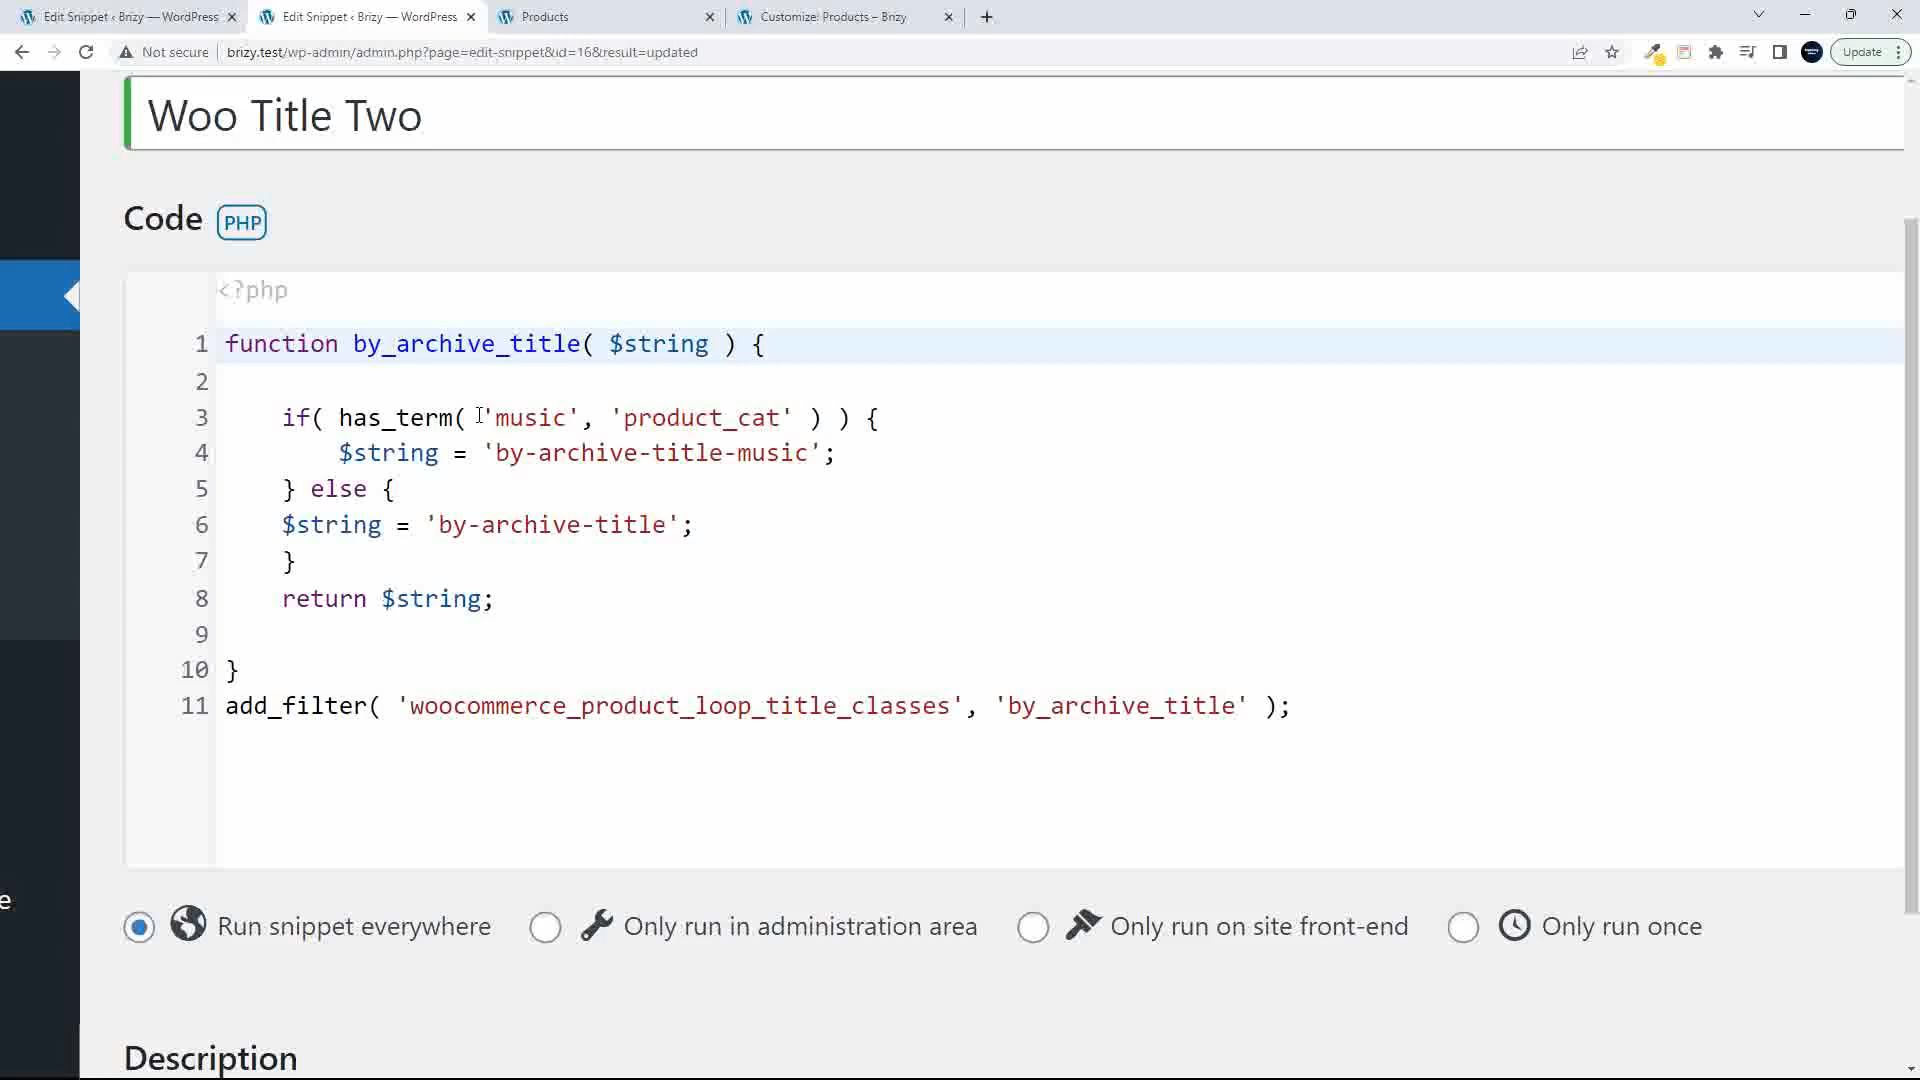 Edit Snippet ‹ Brizy — WordPress
Edit Snippet ‹ Brizy — WordPress
Products
Customize: Products – Brizy
Not secure
brizy.test/wp-admin/admin.php?page=edit-snippet&id=16&result=updated
Update
Woo Title Two
Code PHP
<?php
1 function by_archive_title( $string ) {
2
3 if( has_term( 'music', 'product_cat' ) ) {
4 $string = 'by-archive-title-music';
5 } else {
6 $string = 'by-archive-title';
7 }
8 return $string;
9
10 }
11 add_filter( 'woocommerce_product_loop_title_classes', 'by_archive_title' );
e
Run snippet everywhere
Only run in administration area
Only run on site front-end
Only run once
Description